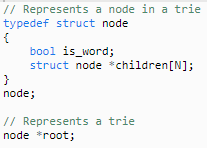 // Represents a node in a trie
typedef struct node
{
    bool is_word;
    struct node *children[N];
}
node;

// Represents a trie
node *root;